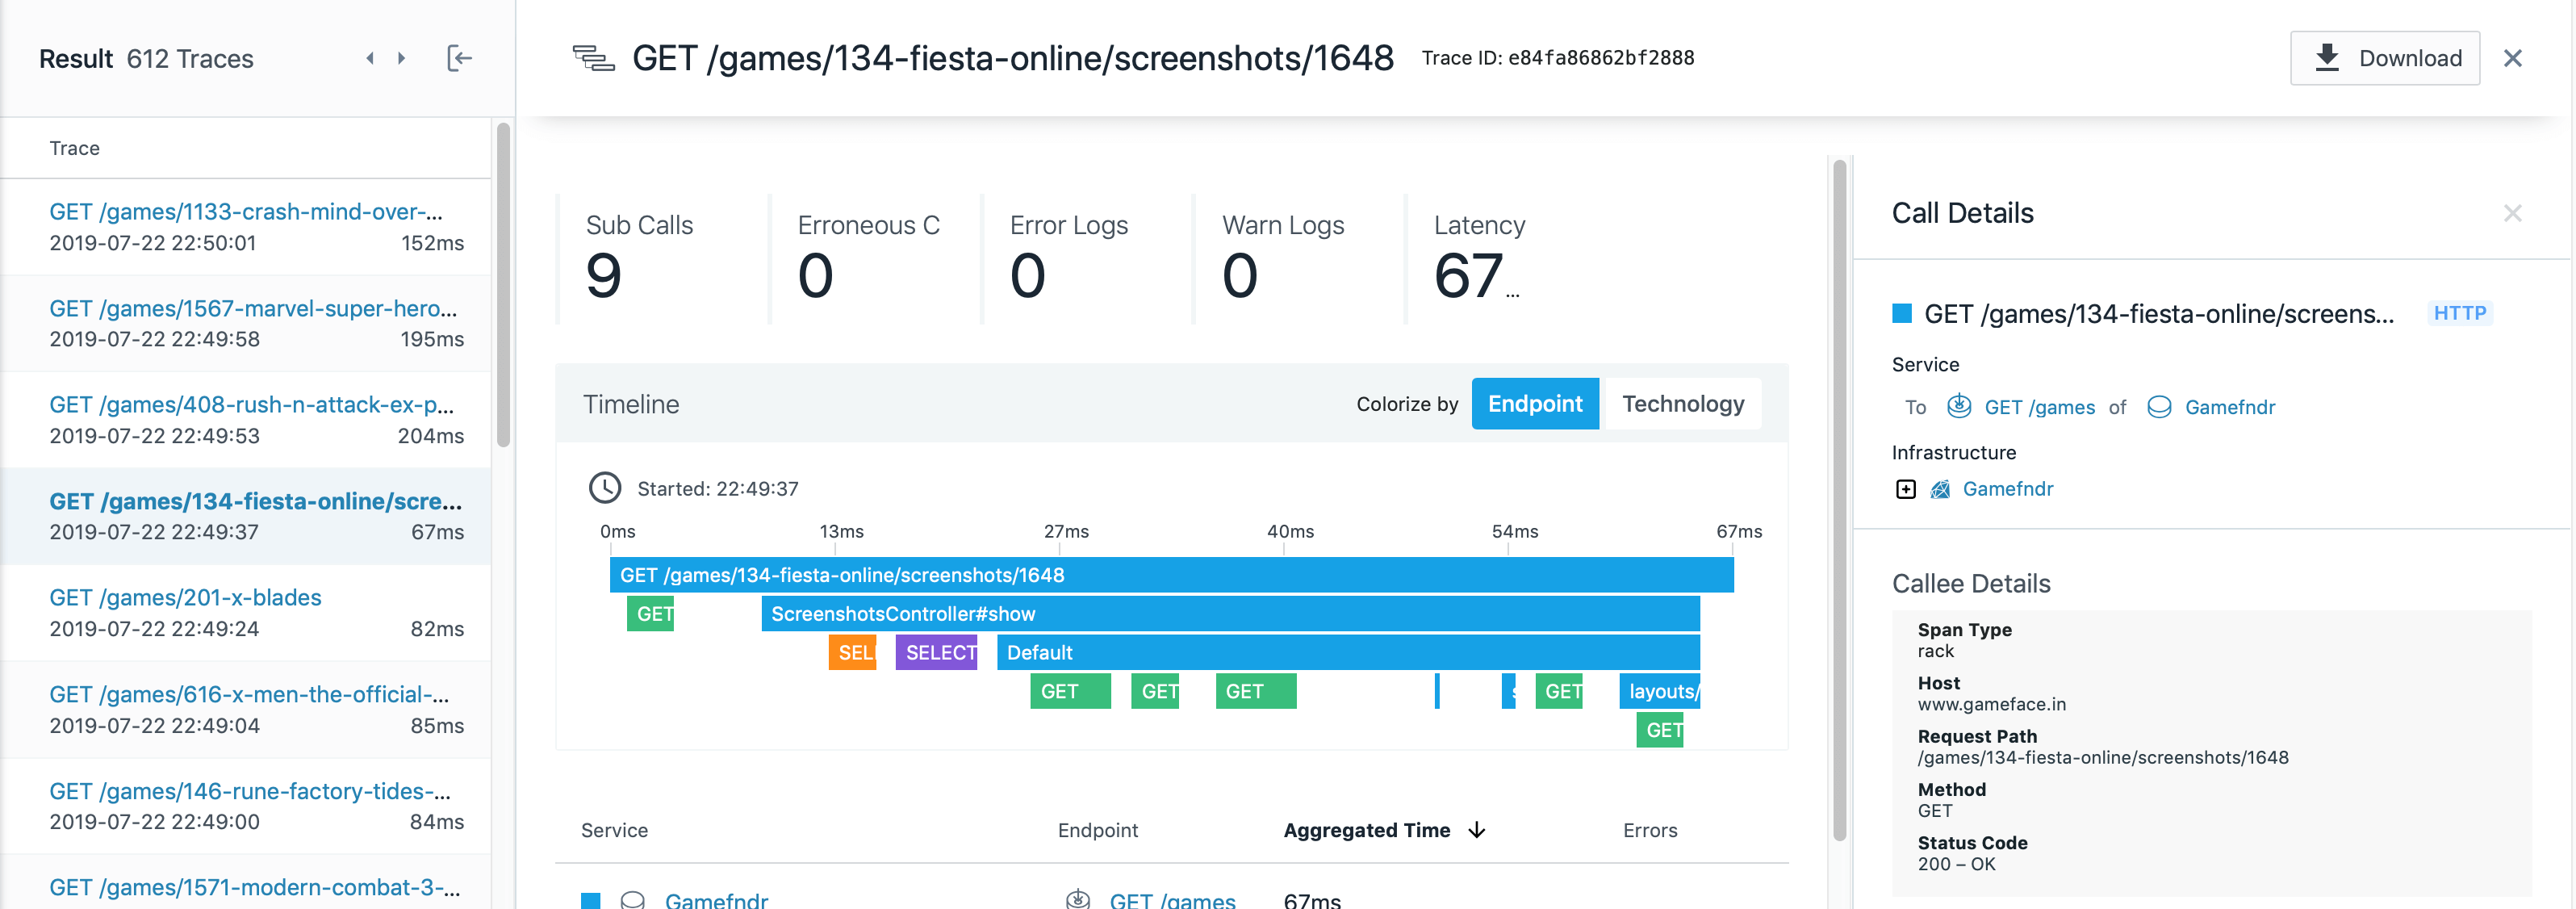 Result 612 Traces
GET /games/134-fiesta-online/screenshots/1648 Trace ID: e84fa86862bf2888
Download
Trace
GET /games/1133-crash-mind-over-...
2019-07-22 22:50:01 152ms
GET /games/1567-marvel-super-hero...
2019-07-22 22:49:58 195ms
GET /games/408-rush-n-attack-ex-p...
2019-07-22 22:49:53 204ms
GET /games/134-fiesta-online/scre...
2019-07-22 22:49:37 67ms
GET /games/201-x-blades
2019-07-22 22:49:24 82ms
GET /games/616-x-men-the-official-...
2019-07-22 22:49:04 85ms
GET /games/146-rune-factory-tides-...
2019-07-22 22:49:00 84ms
GET /games/1571-modern-combat-3-...
Sub Calls
9
Erroneous C
0
Error Logs
0
Warn Logs
0
Latency
67...
Timeline
Colorize by Endpoint Technology
Started: 22:49:37
0ms 13ms 27ms 40ms 54ms 67ms
GET /games/134-fiesta-online/screenshots/1648
GET ScreenshotsController#show
SEL SELECT Default
GET GET GET s GET layouts/
GET
Service Endpoint Aggregated Time Errors
Gamefndr GET /games 67ms
Call Details
GET /games/134-fiesta-online/screens... HTTP
Service
To GET /games of Gamefndr
Infrastructure
Gamefndr
Callee Details
Span Type
rack
Host
www.gameface.in
Request Path
/games/134-fiesta-online/screenshots/1648
Method
GET
Status Code
200 – OK